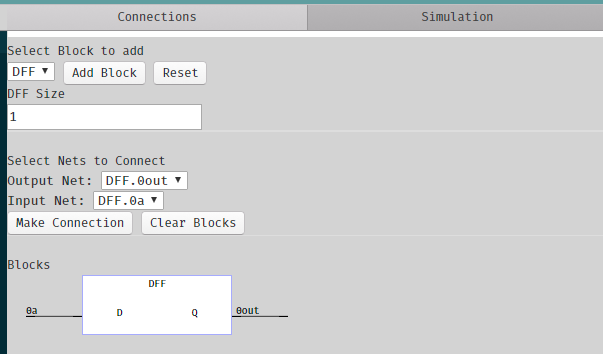 Connections Simulation
Select Block to add
DFF Add Block Reset
DFF Size
1
Select Nets to Connect
Output Net: DFF.0out
Input Net: DFF.0a
Make Connection Clear Blocks
Blocks
DFF
0a D Q 0out